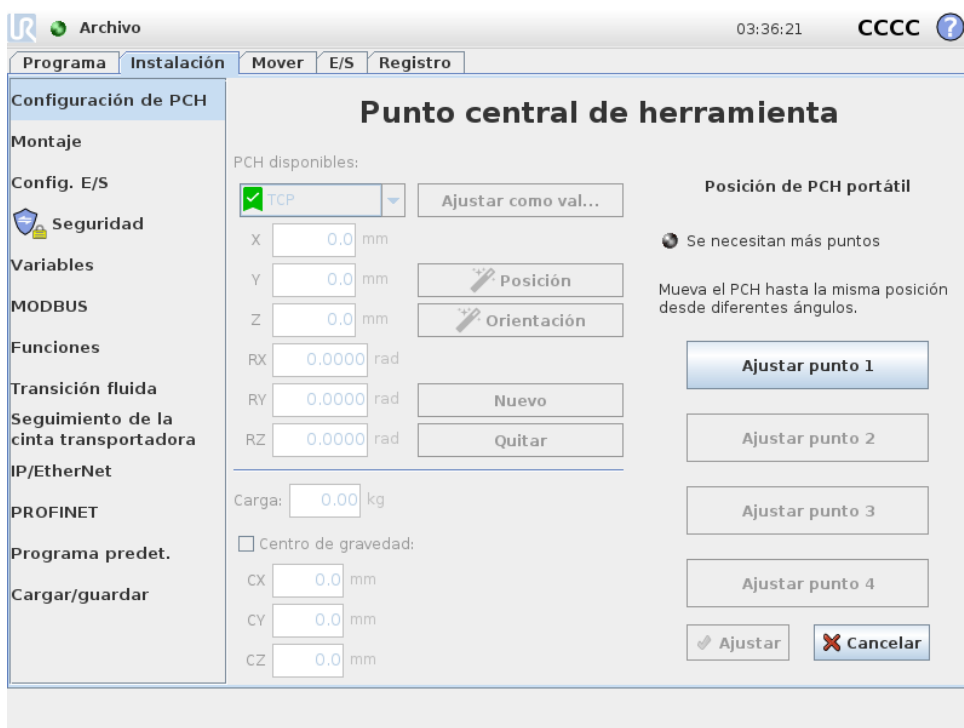 UR Archivo 03:36:21 CCCC ?
Programa Instalación Mover E/S Registro
Configuración de PCH
Montaje
Config. E/S
Seguridad
Variables
MODBUS
Funciones
Transición fluida
Seguimiento de la
cinta transportadora
IP/EtherNet
PROFINET
Programa predet.
Cargar/guardar
Punto central de herramienta
PCH disponibles:
TCP Ajustar como val...
X 0.0 mm
Y 0.0 mm Posición
Z 0.0 mm Orientación
RX 0.0000 rad
RY 0.0000 rad Nuevo
RZ 0.0000 rad Quitar
Carga: 0.00 kg
Centro de gravedad:
CX 0.0 mm
CY 0.0 mm
CZ 0.0 mm
Posición de PCH portátil
Se necesitan más puntos
Mueva el PCH hasta la misma posición
desde diferentes ángulos.
Ajustar punto 1
Ajustar punto 2
Ajustar punto 3
Ajustar punto 4
Ajustar Cancelar